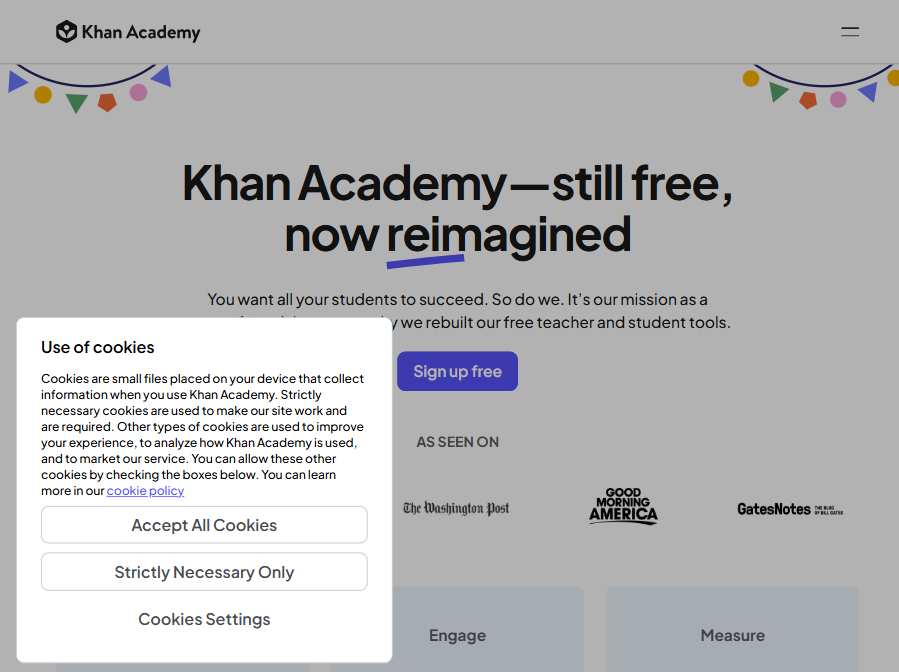 Khan Academy
Khan Academy—still free,
now reimagined
You want all your students to succeed. So do we. It's our mission as a
we rebuilt our free teacher and student tools.
Sign up free
AS SEEN ON
The Washington Post
GOOD
MORNING
AMERICA
GatesNotes THE BLOG
OF BILL GATES
Engage
Measure
Use of cookies
Cookies are small files placed on your device that collect
information when you use Khan Academy. Strictly
necessary cookies are used to make our site work and
are required. Other types of cookies are used to improve
your experience, to analyze how Khan Academy is used,
and to market our service. You can allow these other
cookies by checking the boxes below. You can learn
more in our cookie policy
Accept All Cookies
Strictly Necessary Only
Cookies Settings